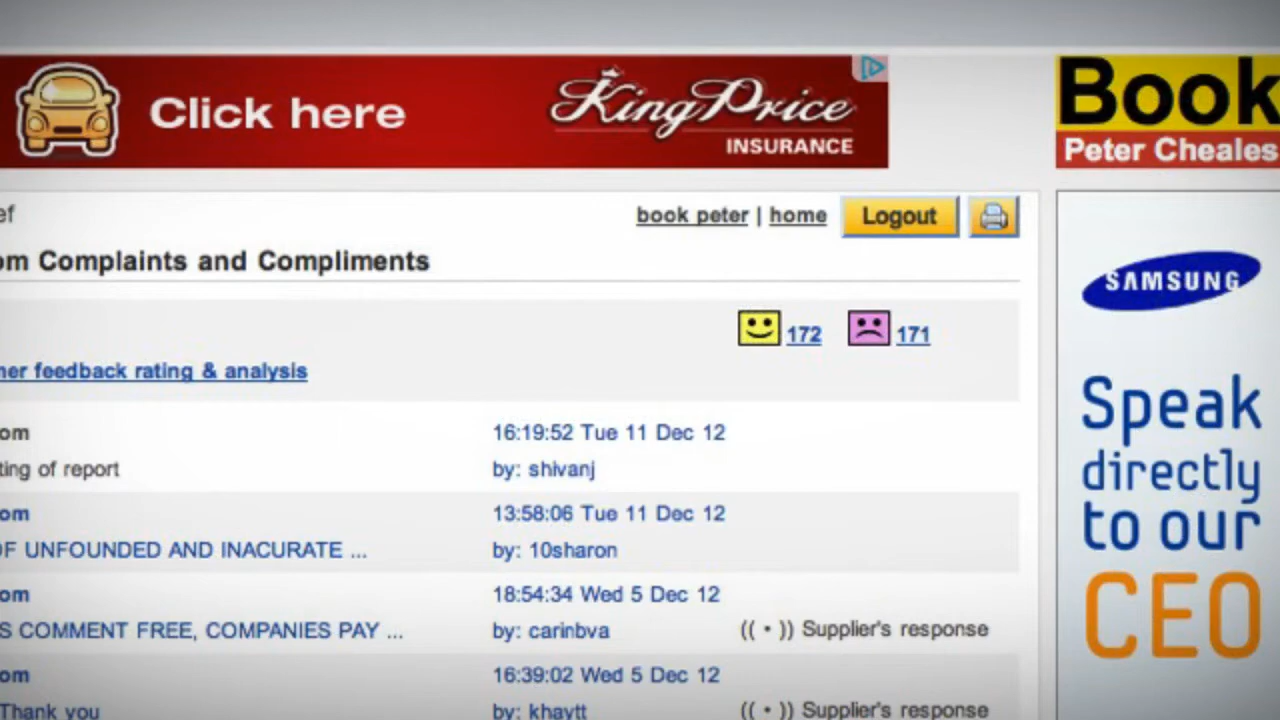 Click here
KingPrice
INSURANCE
Book
Peter Cheales
ef
book peter | home
Logout
om Complaints and Compliments
172
171
ner feedback rating & analysis
om
16:19:52 Tue 11 Dec 12
ting of report
by: shivanj
om
13:58:06 Tue 11 Dec 12
OF UNFOUNDED AND INACURATE ...
by: 10sharon
om
18:54:34 Wed 5 Dec 12
S COMMENT FREE, COMPANIES PAY ...
by: carinbva
(( • )) Supplier's response
om
16:39:02 Wed 5 Dec 12
Thank you
by: khaytt
(( • )) Supplier's response
SAMSUNG
Speak
directly
to our
CEO